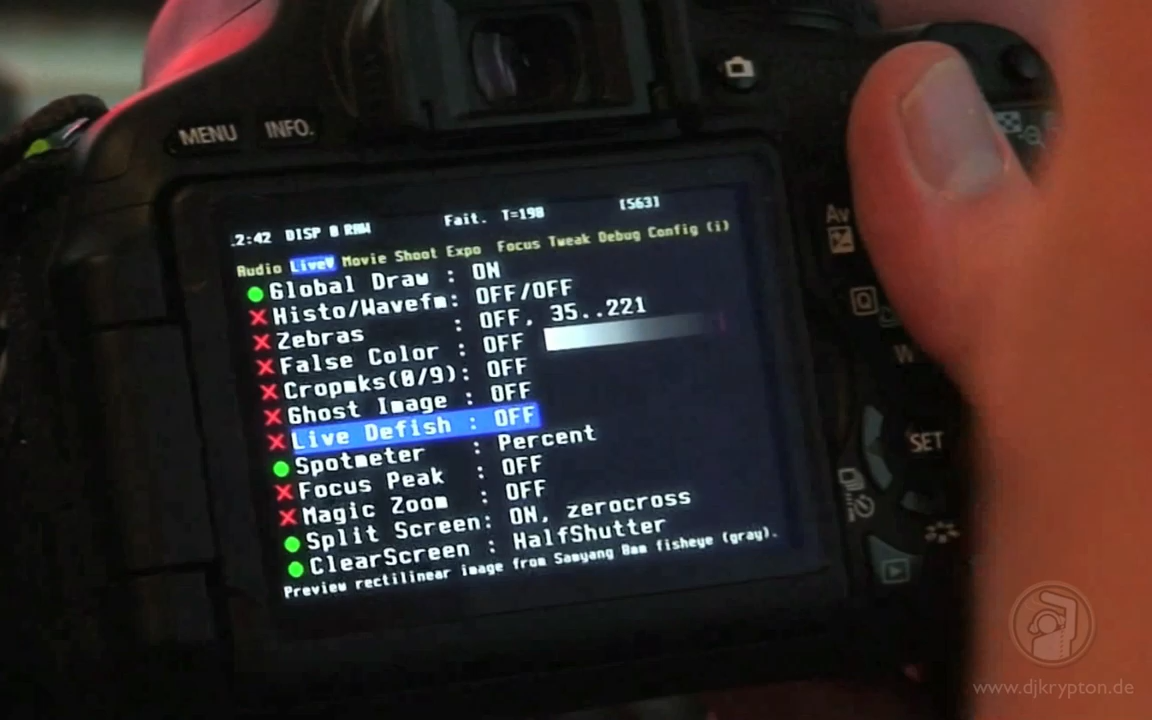 MENU INFO.
2:42 DISP 0 RAW Fait. T=198 [563]
Audio LiveV Movie Shoot Expo Focus Tweak Debug Config (i)
Global Draw : ON
Histo/Wavefm: OFF/OFF
Zebras : OFF, 35..221
False Color : OFF
Cropmks(0/9): OFF
Ghost Image : OFF
Live Defish : OFF
Spotmeter : Percent
Focus Peak : OFF
Magic Zoom : OFF
Split Screen: ON, zerocross
ClearScreen : HalfShutter
Preview rectilinear image from Samyang 8mm fisheye (gray).
Av
Q
SET
www.djkrypton.de